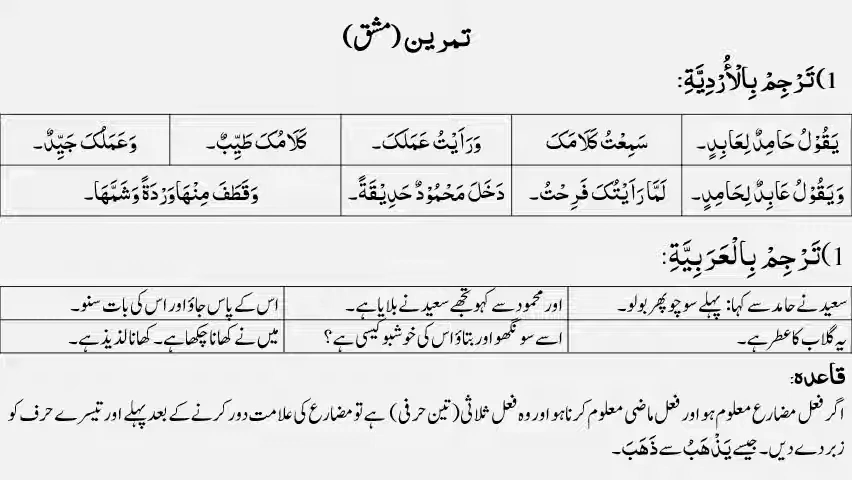 تمرین (مشق)
1) تَرْجِمْ بِالْأُرْدِيَّةِ:
يَقُوْلُ حَامِدٌ لِعَابِدٍ۔ سَمِعْتُ كَلَامَكَ وَرَاَيْتُ عَمَلَكَ۔ كَلَامُكَ طَيِّبٌ۔ وَعَمَلُكَ جَيِّدٌ۔
وَيَقُوْلُ عَابِدٌ لِحَامِدٍ۔ لَمَّا رَاَيْتُكَ فَرِحْتُ۔ دَخَلَ مَحْمُوْدٌ حَدِيْقَةً۔ وَقَطَفَ مِنْهَا وَرْدَةً وَشَمَّهَا۔
1) تَرْجِمْ بِالْعَرَبِيَّةِ:
سعید نے حامد سے کہا: پہلے سوچو پھر بولو۔ اور محمود سے کہو تجھے سعید نے بلایا ہے۔ اس کے پاس جاؤ اور اس کی بات سنو۔
یہ گلاب کا عطر ہے۔ اسے سونگھو اور بتاؤ اس کی خوشبو کیسی ہے؟ میں نے کھانا چکھا ہے۔ کھانا لذیذ ہے۔
قاعدہ:
اگر فعل مضارع معلوم ہو اور فعل ماضی معلوم کرنا ہو اور وہ فعل ثلاثی (تین حرفی) ہے تو مضارع کی علامت دور کرنے کے بعد پہلے اور تیسرے حرف کو
زبر دے دیں۔ جیسے يَذْهَبُ سے ذَهَبَ۔